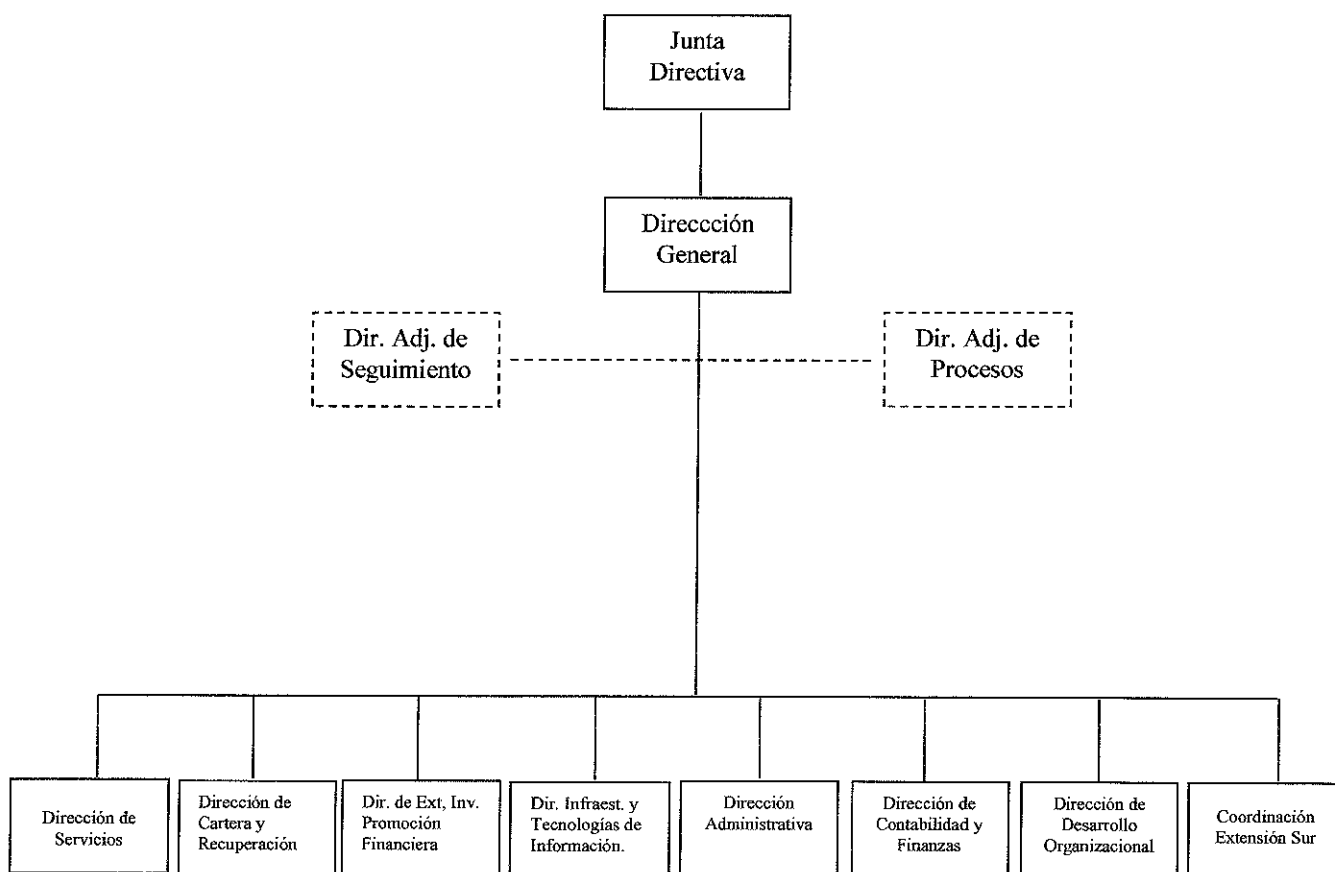 Junta
Directiva
Direccción
General
Dir. Adj. de
Seguimiento
Dir. Adj. de
Procesos
Dirección de
Servicios
Dirección de
Cartera y
Recuperación
Dir. de Ext, Inv.
Promoción
Financiera
Dir. Infraest. y
Tecnologías de
Información.
Dirección
Administrativa
Dirección de
Contabilidad y
Finanzas
Dirección de
Desarrollo
Organizacional
Coordinación
Extensión Sur